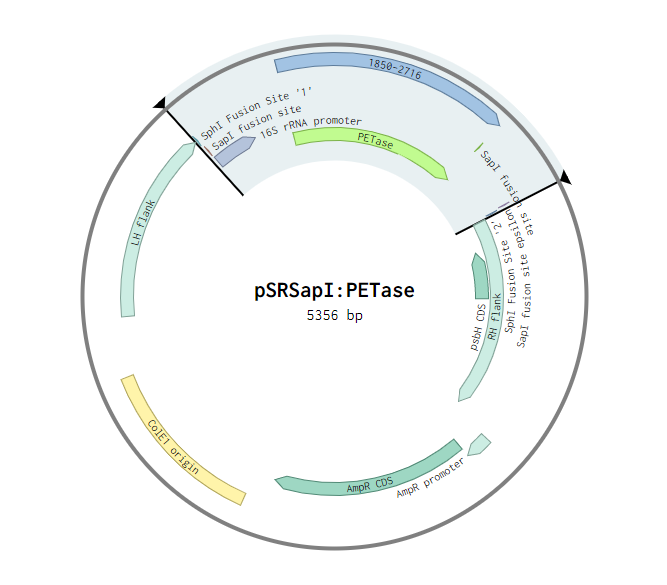 1850-2716
SphI Fusion Site '1'
SapI fusion site
16S rRNA promoter
PETase
SapI fusion site
LH flank
SphI Fusion Site '2'
SapI fusion site epsilon
RH flank
psbH CDS
pSRSapI:PETase
5356 bp
ColE1 origin
AmpR CDS
AmpR promoter